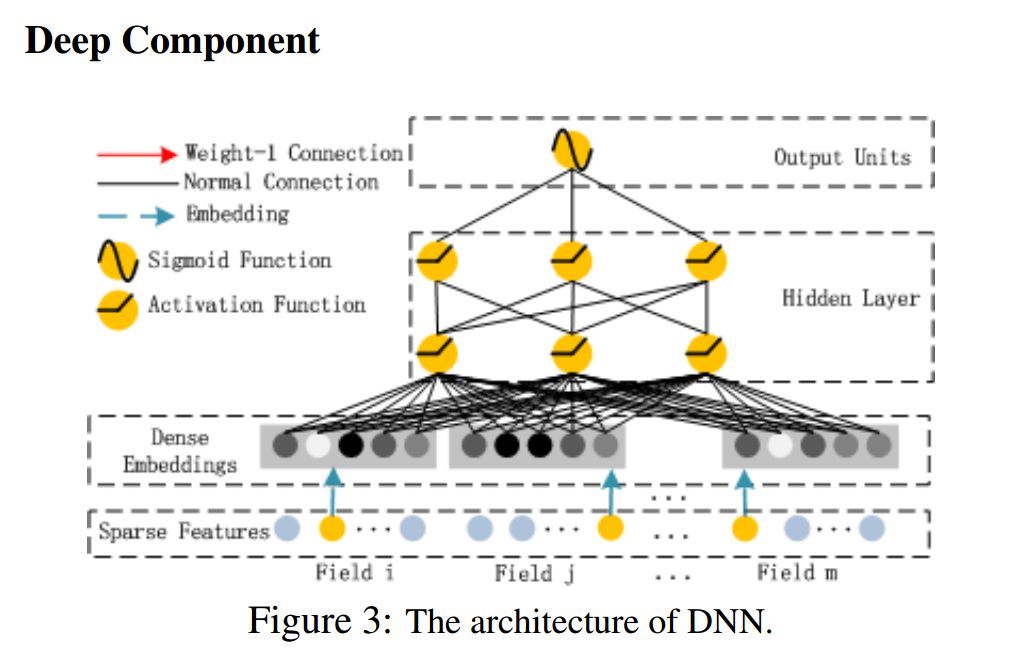 Deep Component
Weight-1 Connection
Normal Connection
Embedding
Sigmoid Function
Activation Function
Output Units
Hidden Layer
Dense
Embeddings
...
Sparse Features ... ... ... ...
Field i Field j ... Field m
Figure 3: The architecture of DNN.